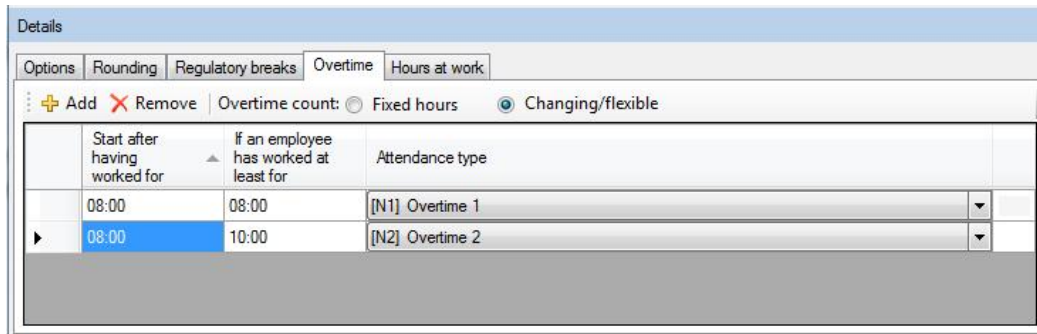 Details
Options Rounding Regulatory breaks Overtime Hours at work
Add Remove Overtime count: Fixed hours Changing/flexible
Start after having worked for If an employee has worked at least for Attendance type
08:00 08:00 [N1] Overtime 1
08:00 10:00 [N2] Overtime 2